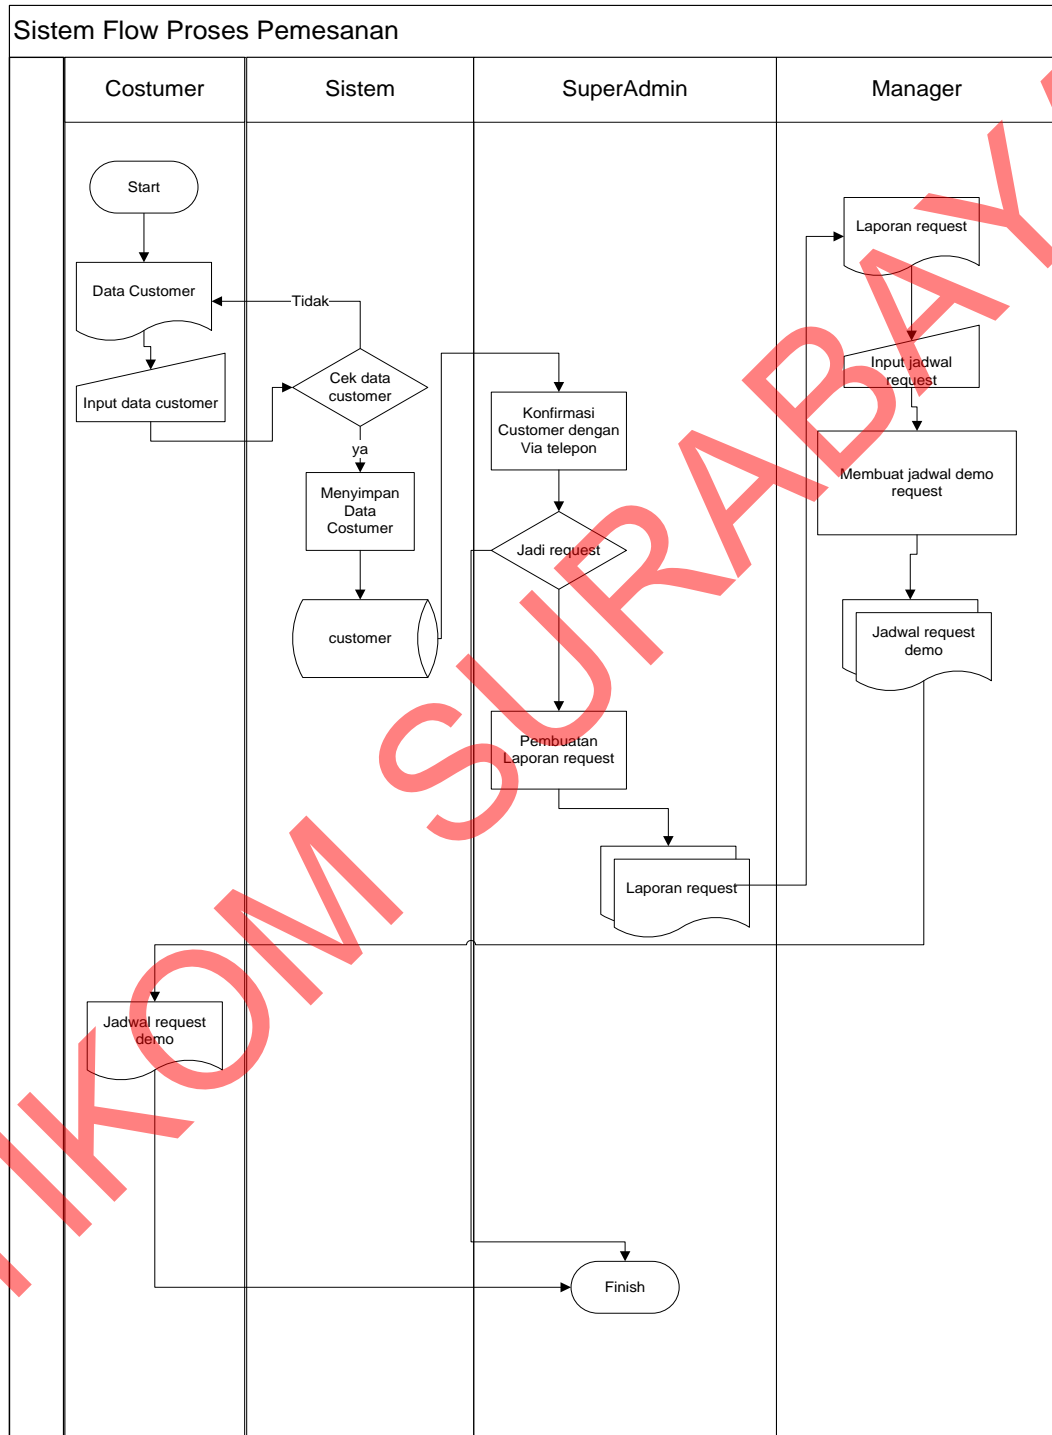 Sistem Flow Proses Pemesanan
Costumer
Sistem
SuperAdmin
Manager
Start
Data Customer
Input data customer
Tidak
Cek data
customer
ya
Menyimpan
Data
Costumer
customer
Konfirmasi
Customer dengan
Via telepon
Jadi request
Pembuatan
Laporan request
Laporan request
Laporan request
Input jadwal
request
Membuat jadwal demo
request
Jadwal request
demo
Jadwal request
demo
Finish
IKOM SURABAYA